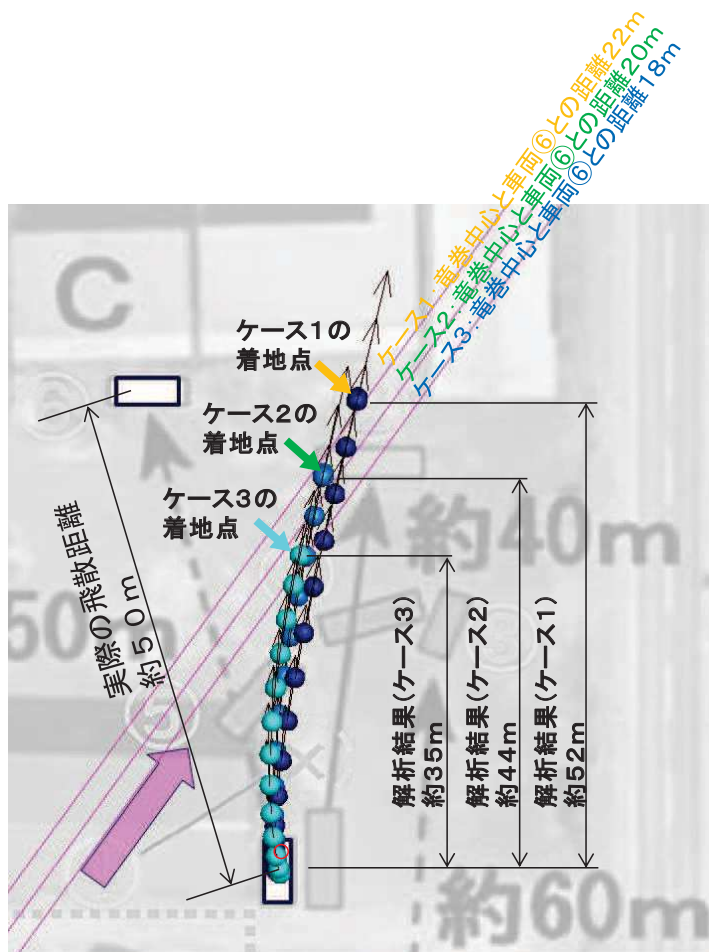 ケース1:竜巻中心と車両⑥との距離22m
ケース2:竜巻中心と車両⑥との距離20m
ケース3:竜巻中心と車両⑥との距離18m
C
ケース1の
着地点
⑥
ケース2の
着地点
ケース3の
着地点
約40m
実際の飛散距離
約50m
50m
⑤
解析結果(ケース3)
約35m
解析結果(ケース2)
約44m
解析結果(ケース1)
約52m
約60m